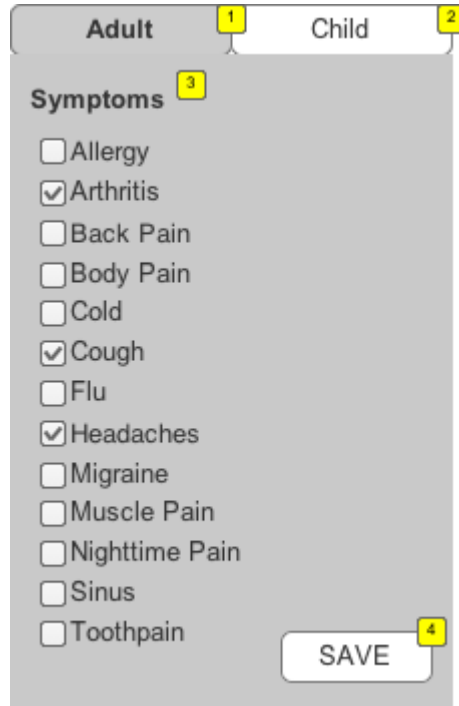 Adult 1 Child 2
Symptoms 3
Allergy
Arthritis
Back Pain
Body Pain
Cold
Cough
Flu
Headaches
Migraine
Muscle Pain
Nighttime Pain
Sinus
Toothpain
SAVE 4